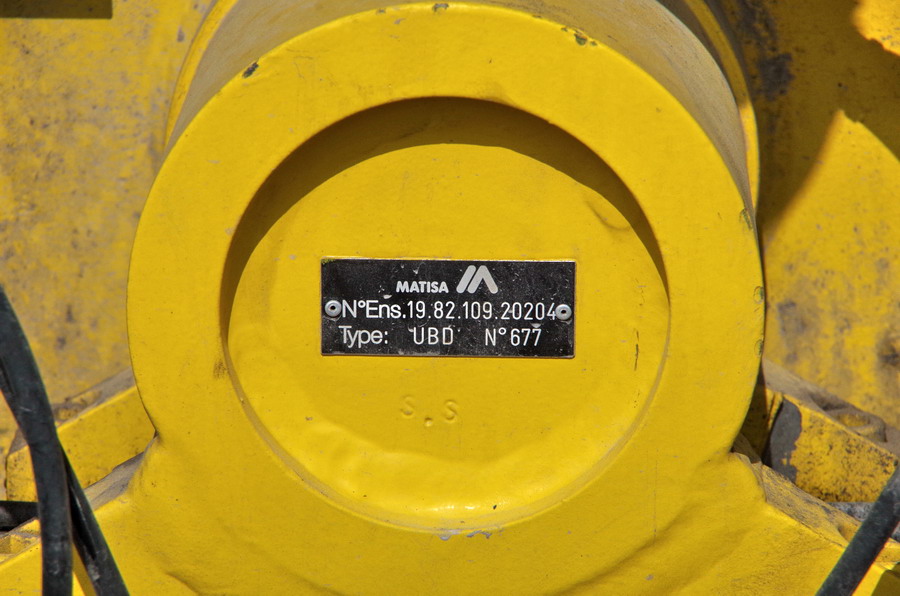 MATISA
N°Ens.19.82.109.20204
Type: UBD N°677
S.S